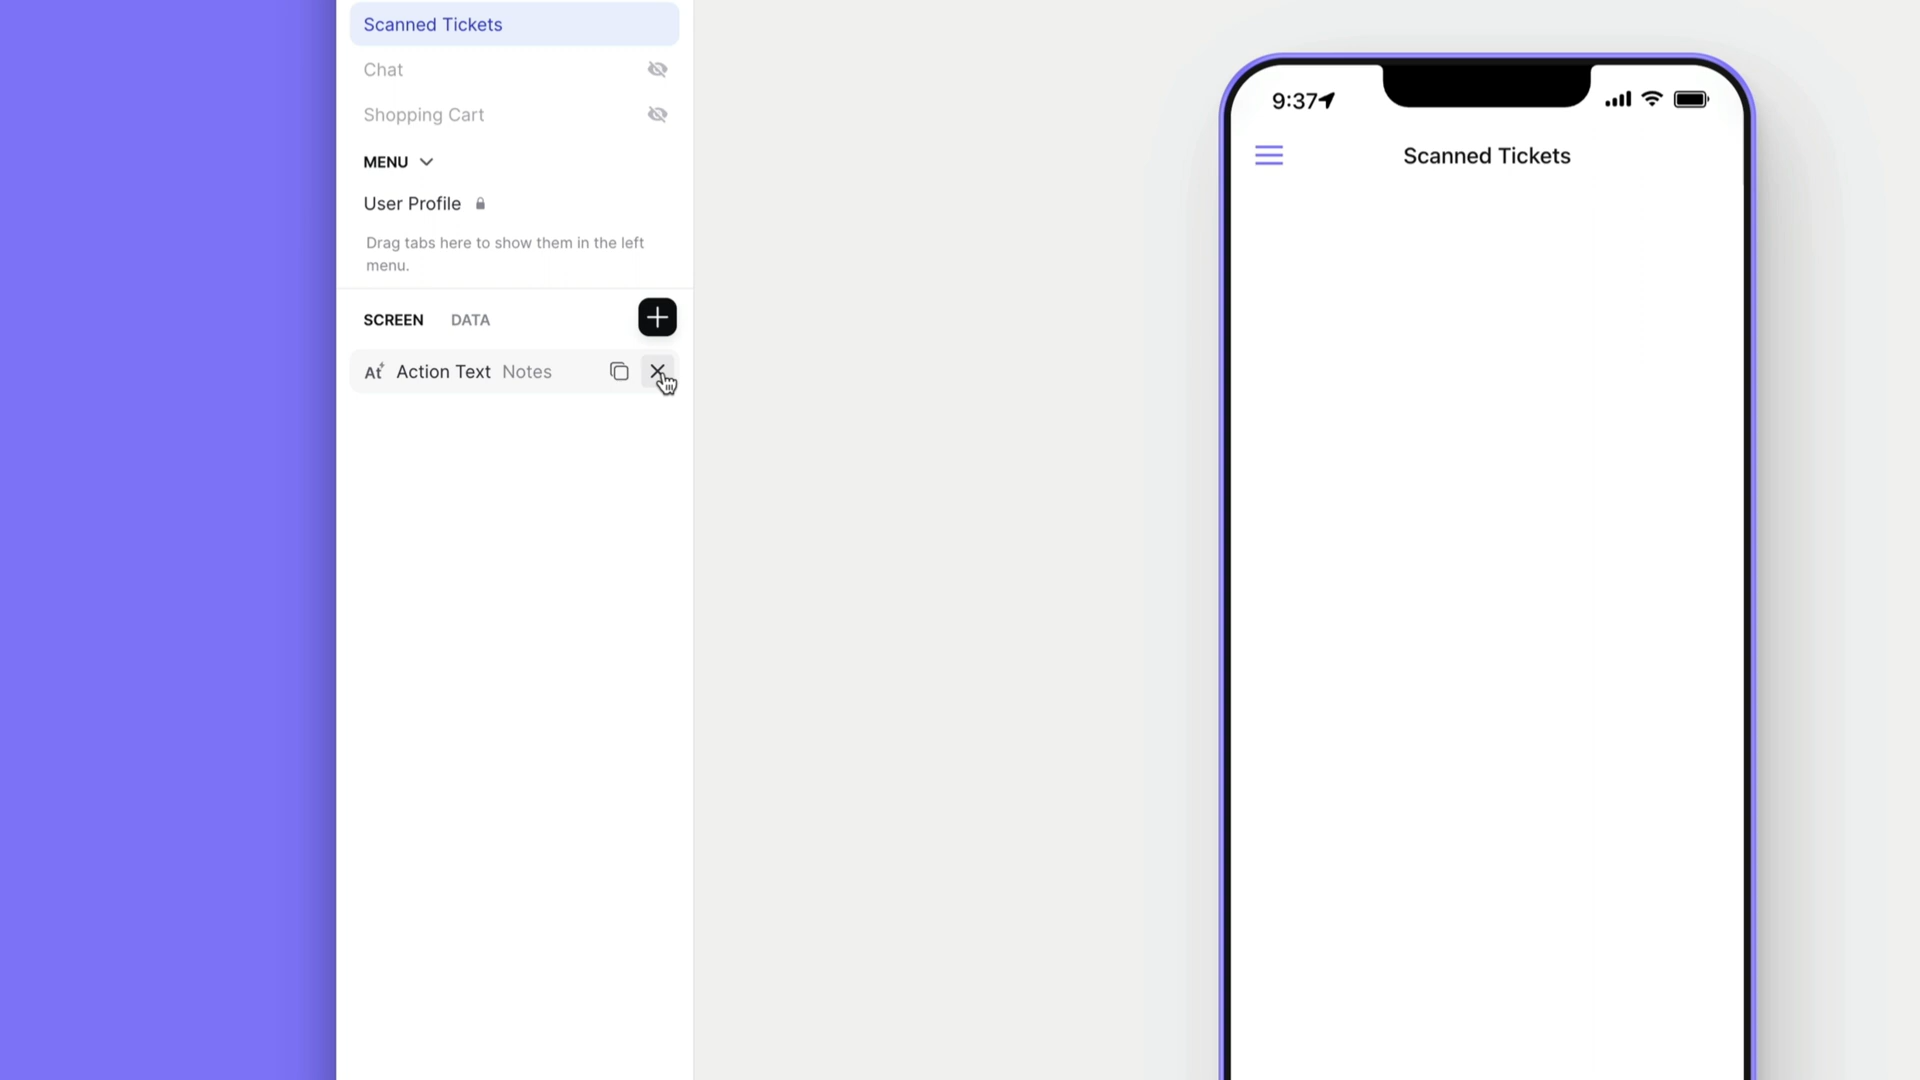 Scanned Tickets
Chat
Shopping Cart
MENU
User Profile
Drag tabs here to show them in the left
menu.
SCREEN DATA
At Action Text Notes
9:37
Scanned Tickets